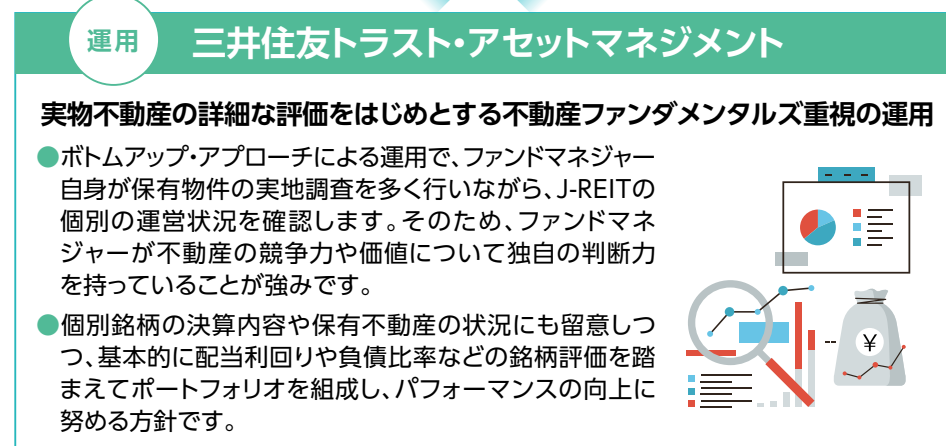 運用
三井住友トラスト・アセットマネジメント
実物不動産の詳細な評価をはじめとする不動産ファンダメンタルズ重視の運用
●ボトムアップ・アプローチによる運用で、ファンドマネジャー
自身が保有物件の実地調査を多く行いながら、J-REITの
個別の運営状況を確認します。そのため、ファンドマネ
ジャーが不動産の競争力や価値について独自の判断力
を持っていることが強みです。
●個別銘柄の決算内容や保有不動産の状況にも留意しつ
つ、基本的に配当利回りや負債比率などの銘柄評価を踏
まえてポートフォリオを組成し、パフォーマンスの向上に
努める方針です。
¥